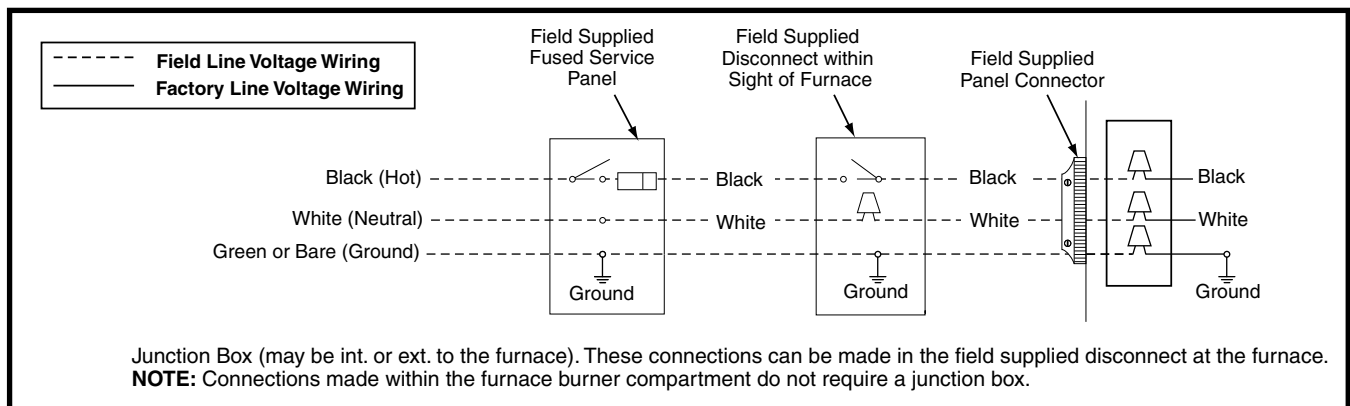 Field Line Voltage Wiring
Factory Line Voltage Wiring
Field Supplied
Fused Service
Panel
Field Supplied
Disconnect within
Sight of Furnace
Field Supplied
Panel Connector
Black (Hot)
Black
Black
Black
White (Neutral)
White
White
White
Green or Bare (Ground)
Ground
Ground
Ground
Junction Box (may be int. or ext. to the furnace). These connections can be made in the field supplied disconnect at the furnace.
NOTE: Connections made within the furnace burner compartment do not require a junction box.